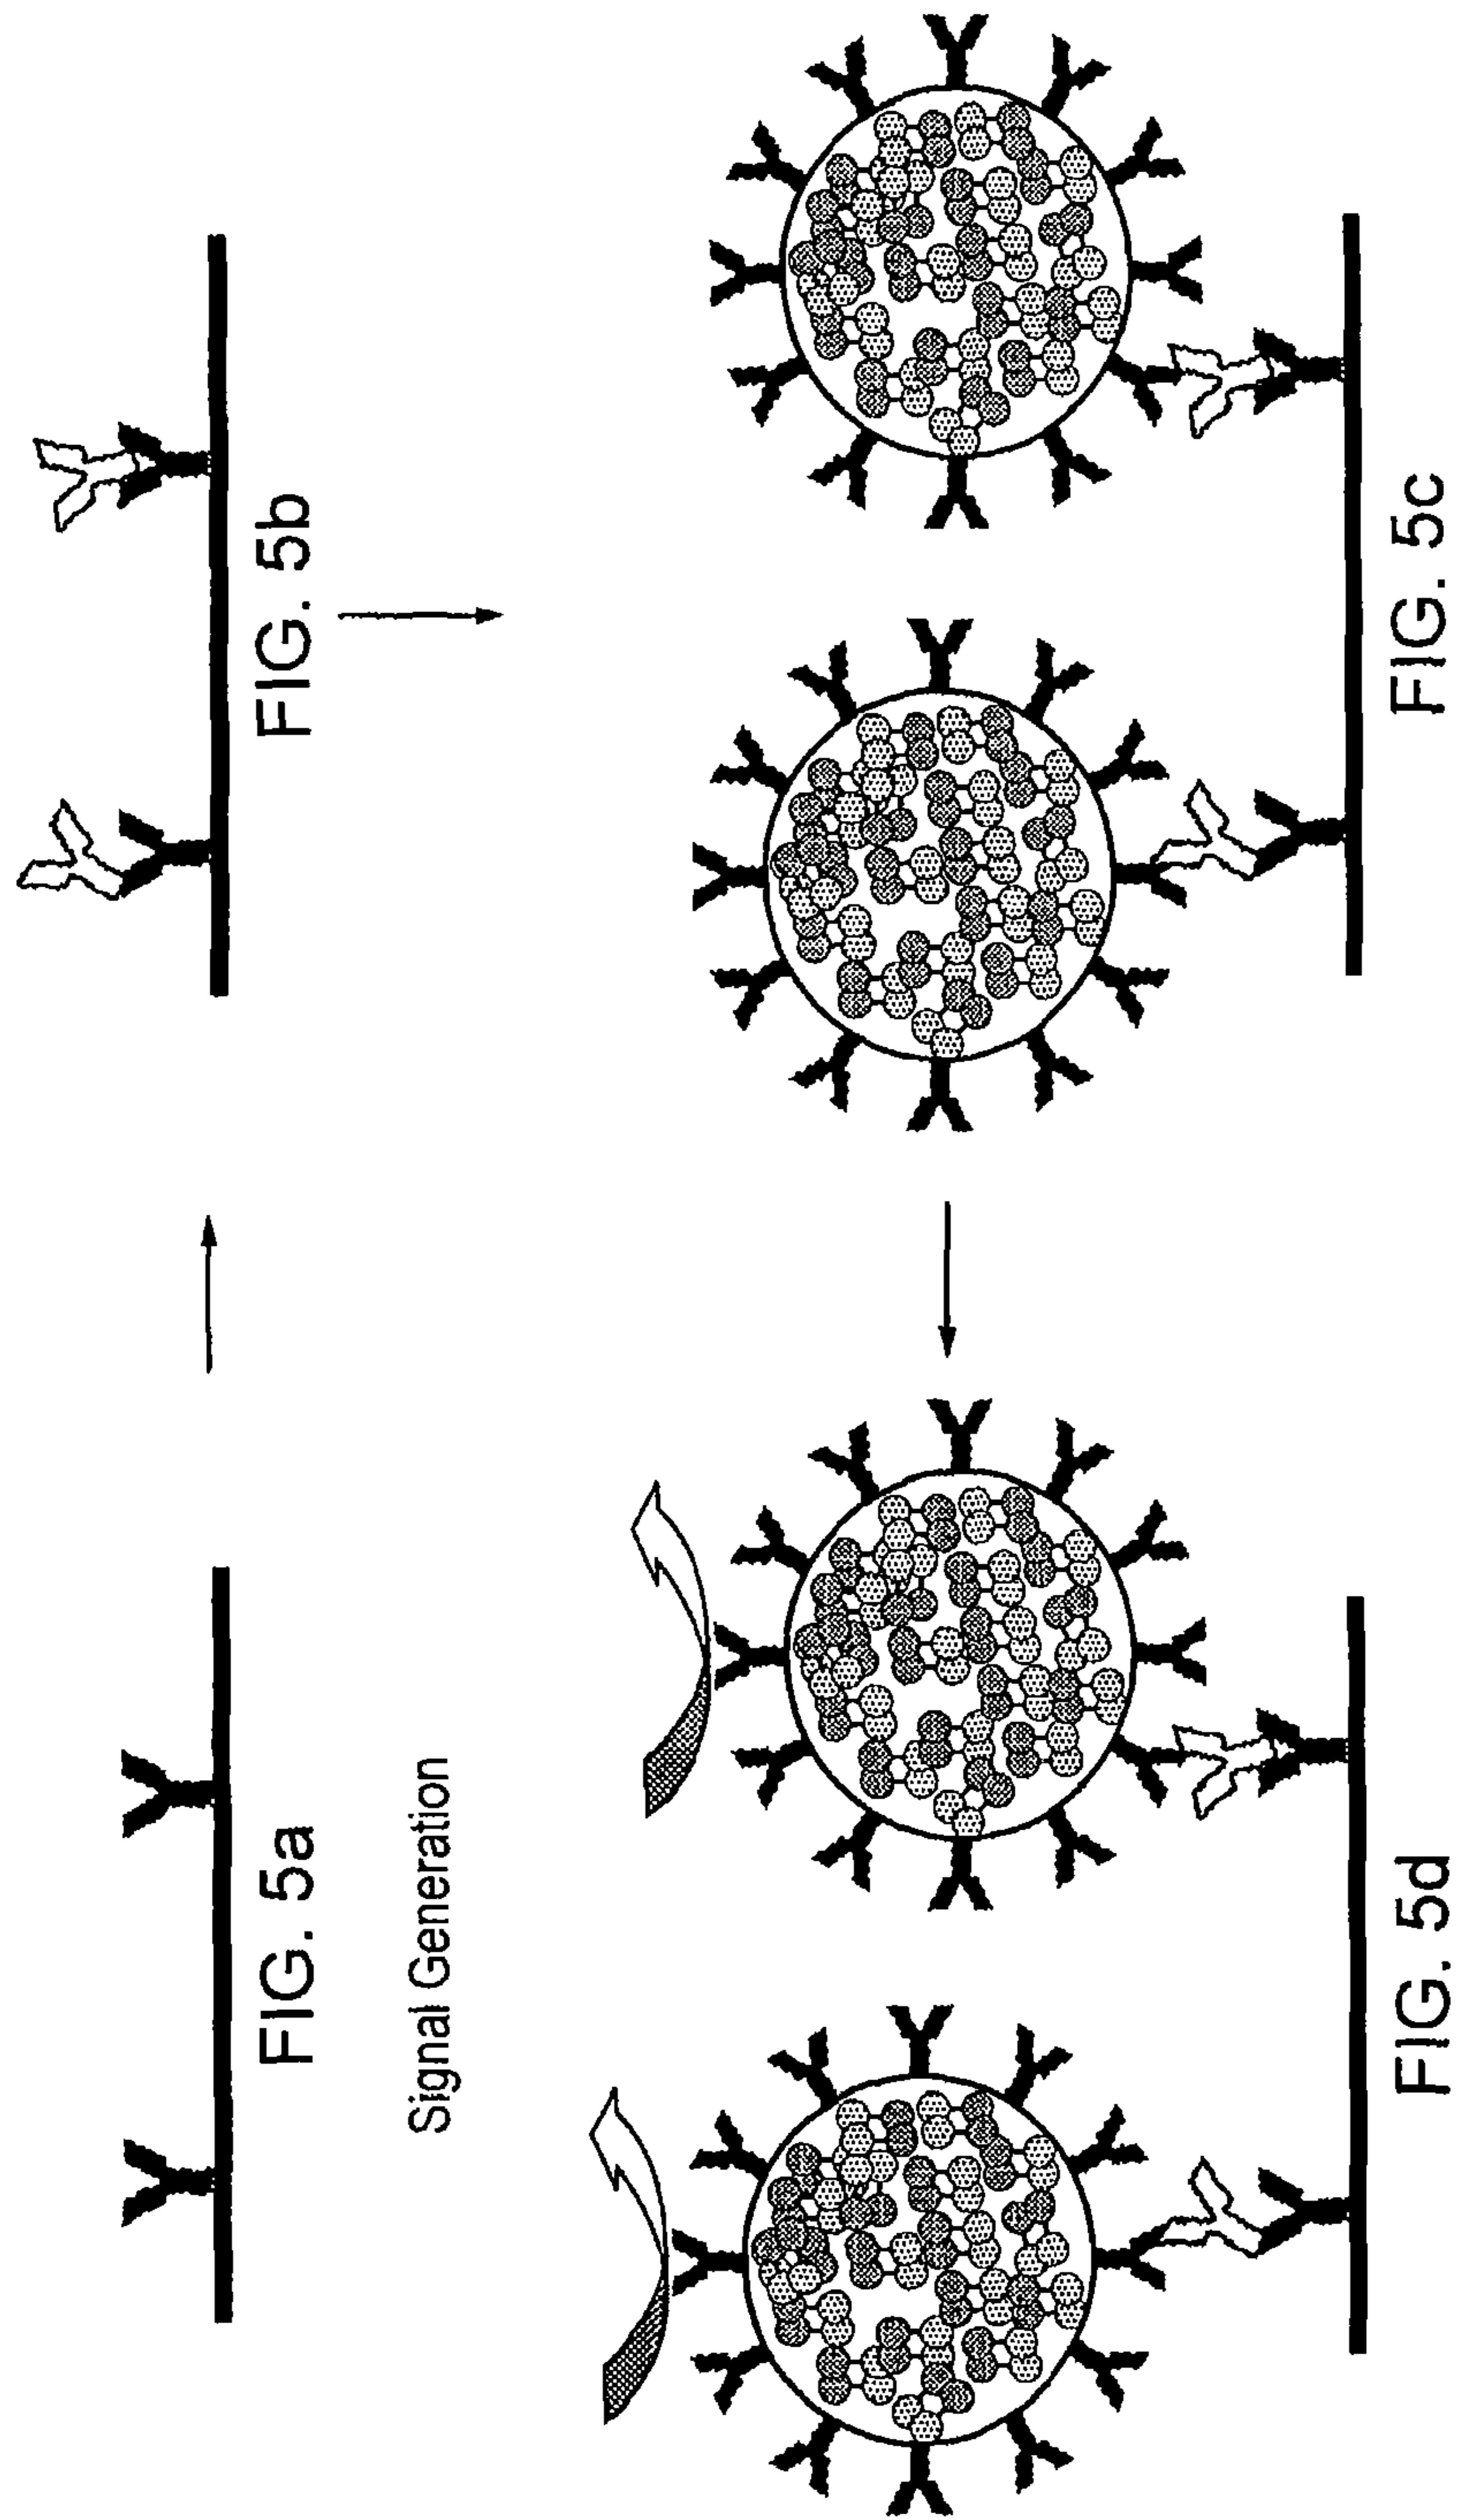 FIG. 5a
FIG. 5b
Signal Generation
FIG. 5d
FIG. 5c